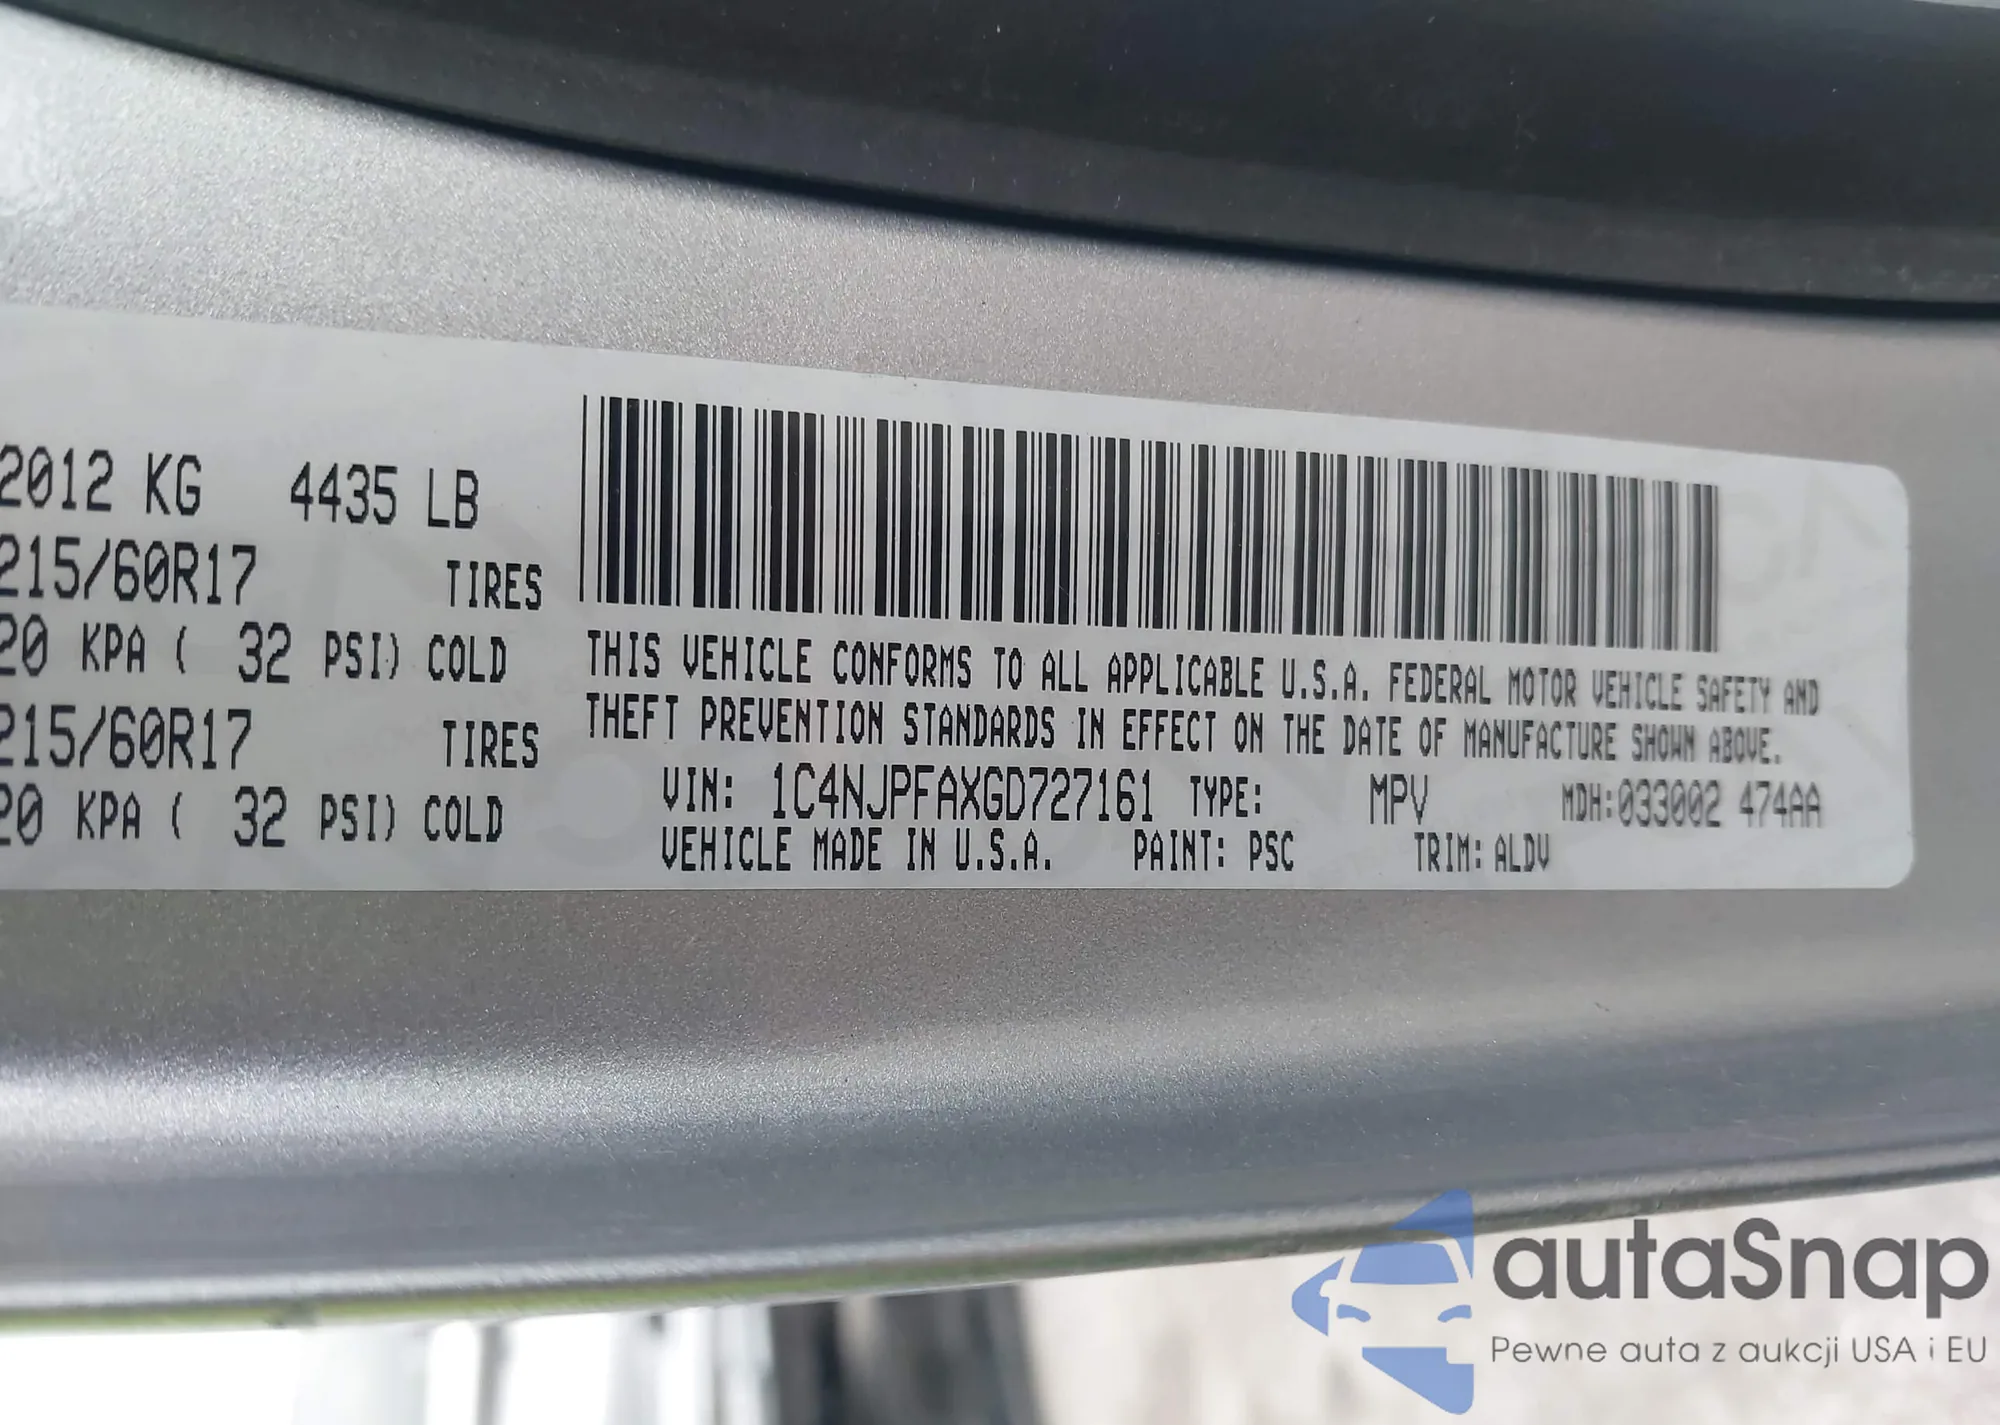 2012 KG 4435 LB
215/60R17 TIRES
20 KPA ( 32 PSI) COLD
215/60R17 TIRES
20 KPA ( 32 PSI) COLD
THIS VEHICLE CONFORMS TO ALL APPLICABLE U.S.A. FEDERAL MOTOR VEHICLE SAFETY AND
THEFT PREVENTION STANDARDS IN EFFECT ON THE DATE OF MANUFACTURE SHOWN ABOVE.
VIN: 1C4NJPFAXGD727161 TYPE: MPV MDH:033002 474AA
VEHICLE MADE IN U.S.A. PAINT: PSC TRIM: ALDV
autaSnap
Pewne auta z aukcji USA i EU